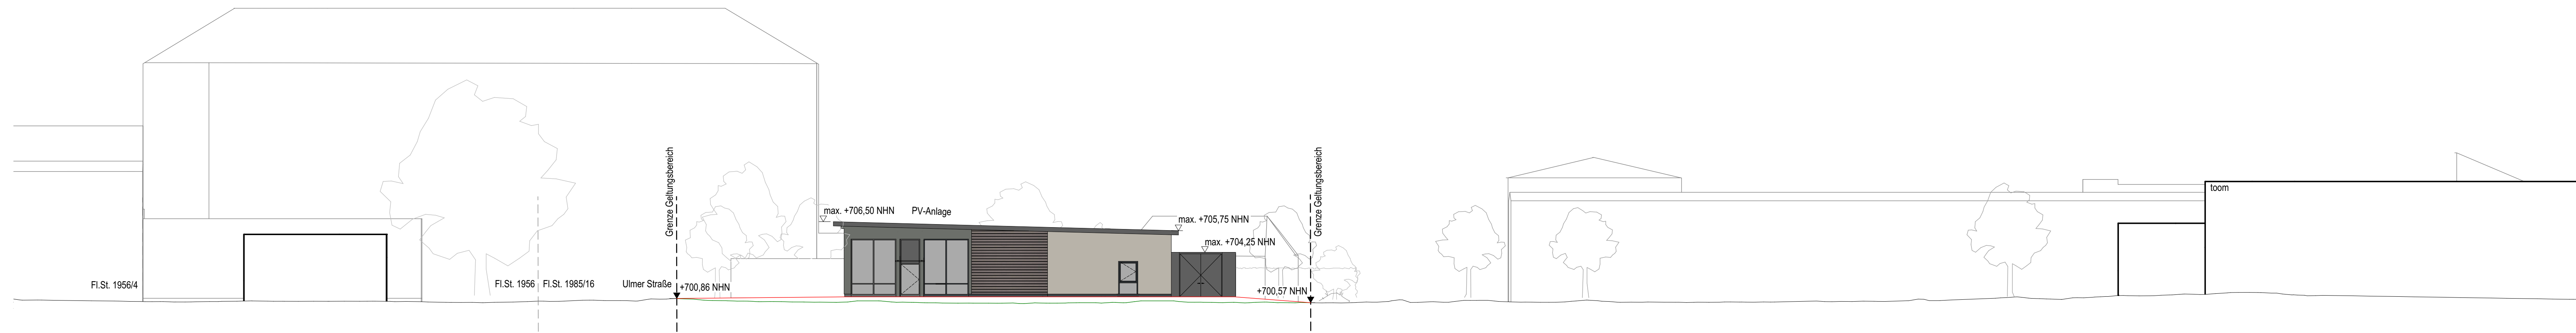 Fl.St. 1956/4
Fl.St. 1956
Fl.St. 1985/16
Ulmer Straße
Grenze Geltungsbereich
+700,86 NHN
max. +706,50 NHN
PV-Anlage
max. +705,75 NHN
max. +704,25 NHN
+700,57 NHN
Grenze Geltungsbereich
toom